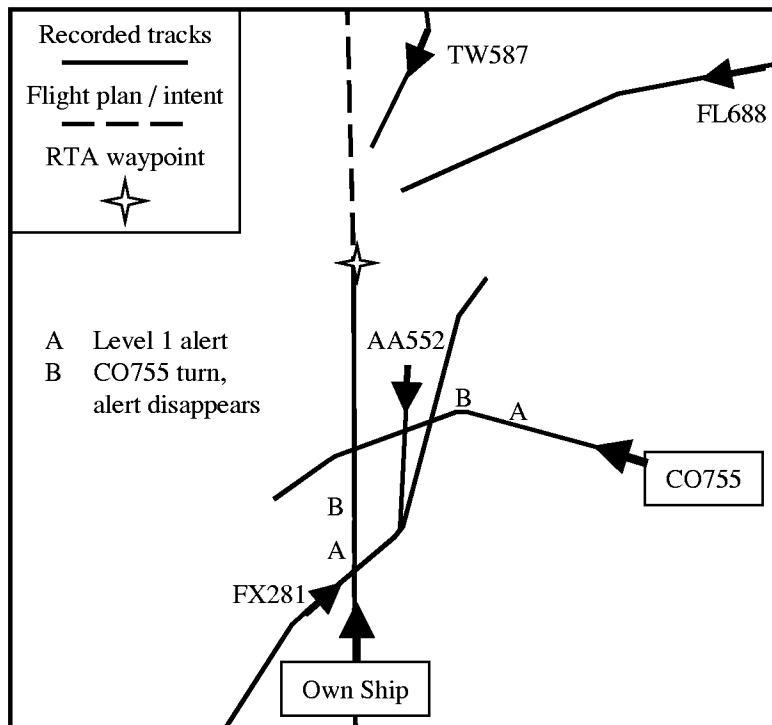 Recorded tracks
Flight plan / intent
RTA waypoint
TW587
FL688
A Level 1 alert
B CO755 turn,
alert disappears
AA552
B
A
CO755
B
A
FX281
Own Ship